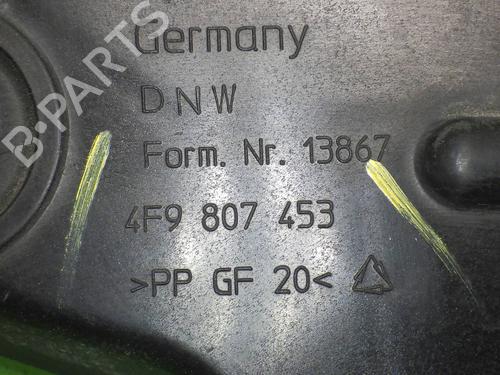 Germany
DNW
Form. Nr. 13867
4F9 807 453
>PP GF 20<
B-PARTS